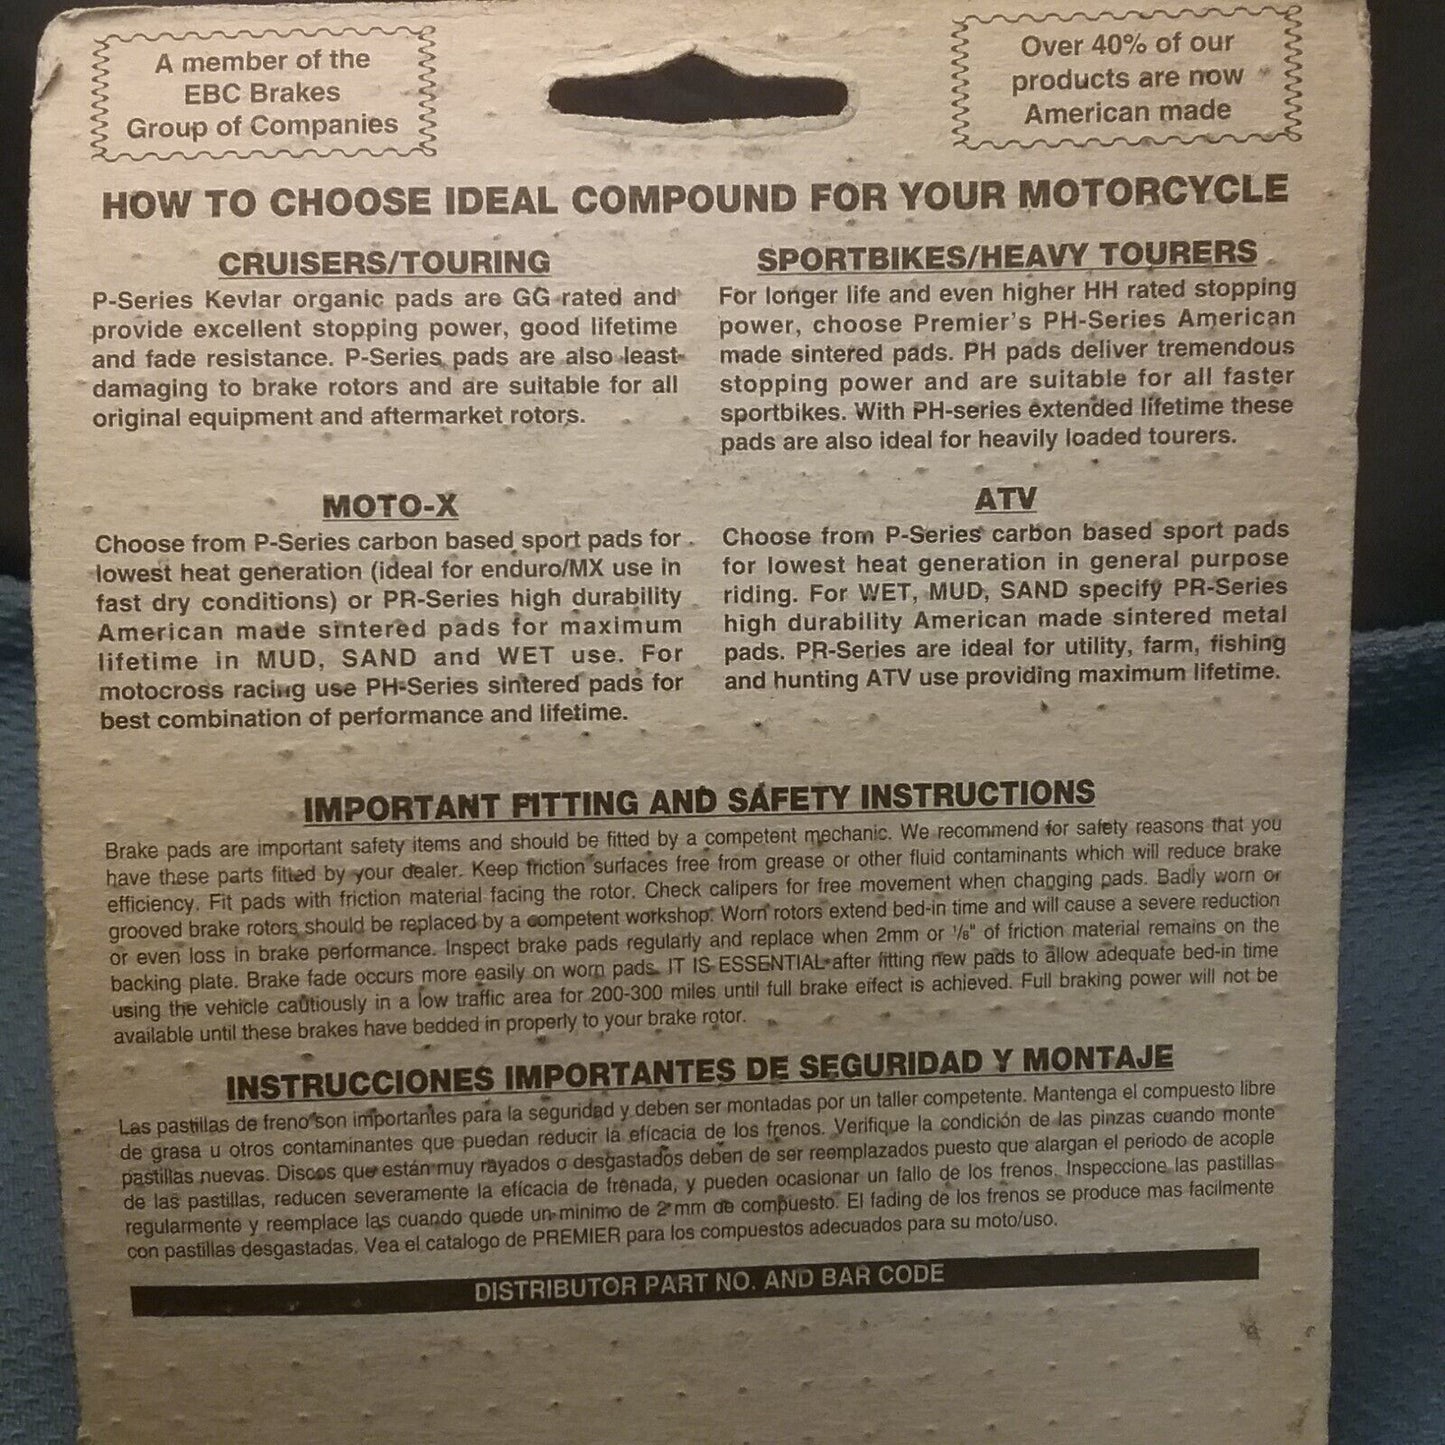 A member of the
EBC Brakes
Group of Companies
Over 40% of our
products are now
American made
HOW TO CHOOSE IDEAL COMPOUND FOR YOUR MOTORCYCLE
CRUISERS/TOURING
P-Series Kevlar organic pads are GG rated and
provide excellent stopping power, good lifetime
and fade resistance. P-Series pads are also least
damaging to brake rotors and are suitable for all
original equipment and aftermarket rotors.
SPORTBIKES/HEAVY TOURERS
For longer life and even higher HH rated stopping
power, choose Premier's PH-Series American
made sintered pads. PH pads deliver tremendous
stopping power and are suitable for all faster
sportbikes. With PH-series extended lifetime these
pads are also ideal for heavily loaded tourers.
MOTO-X
Choose from P-Series carbon based sport pads for
lowest heat generation (ideal for enduro/MX use in
fast dry conditions) or PR-Series high durability
American made sintered pads for maximum
lifetime in MUD, SAND and WET use. For
motocross racing use PH-Series sintered pads for
best combination of performance and lifetime.
ATV
Choose from P-Series carbon based sport pads
for lowest heat generation in general purpose
riding. For WET, MUD, SAND specify PR-Series
high durability American made sintered metal
pads. PR-Series are ideal for utility, farm, fishing
and hunting ATV use providing maximum lifetime.
IMPORTANT FITTING AND SAFETY INSTRUCTIONS
Brake pads are important safety items and should be fitted by a competent mechanic. We recommend for safety reasons that you
have these parts fitted by your dealer. Keep friction surfaces free from grease or other fluid contaminants which will reduce brake
efficiency. Fit pads with friction material facing the rotor. Check calipers for free movement when changing pads. Badly worn or
grooved brake rotors should be replaced by a competent workshop. Worn rotors extend bed-in time and will cause a severe reduction
or even loss in brake performance. Inspect brake pads regularly and replace when 2mm or 1/8" of friction material remains on the
backing plate. Brake fade occurs more easily on worn pads. IT IS ESSENTIAL after fitting new pads to allow adequate bed-in time
using the vehicle cautiously in a low traffic area for 200-300 miles until full brake effect is achieved. Full braking power will not be
available until these brakes have bedded in properly to your brake rotor.
INSTRUCCIONES IMPORTANTES DE SEGURIDAD Y MONTAJE
Las pastillas de freno son importantes para la seguridad y deben ser montadas por un taller competente. Mantenga el compuesto libre
de grasa u otros contaminantes que puedan reducir la eficacia de los frenos. Verifique la condición de las pinzas cuando monte
pastillas nuevas. Discos que están muy rayados o desgastados deben de ser reemplazados puesto que alargan el periodo de acople
de las pastillas, reducen severamente la eficacia de frenada, y pueden ocasionar un fallo de los frenos. Inspeccione las pastillas
regularmente y reemplace las cuando quede un minimo de 2 mm de compuesto. El fading de los frenos se produce mas facilmente
con pastillas desgastadas. Vea el catalogo de PREMIER para los compuestos adecuados para su moto/uso.
DISTRIBUTOR PART NO. AND BAR CODE